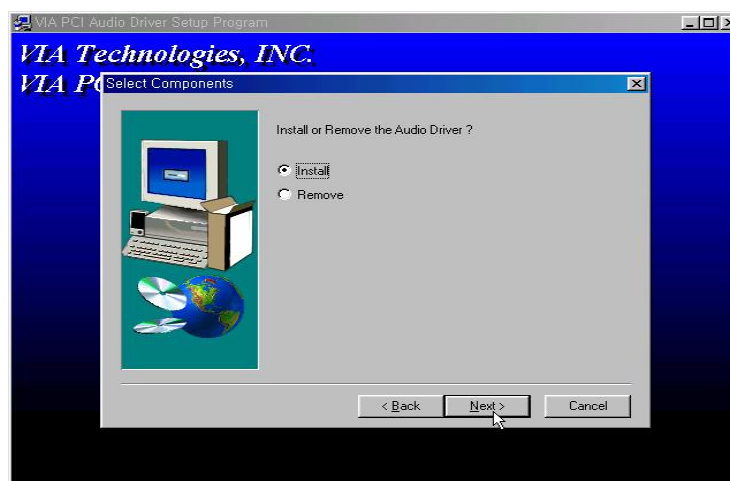 VIA PCI Audio Driver Setup Program
VIA Technologies, INC.
VIA
Select Components
Install or Remove the Audio Driver ?
Install
Remove
< Back
Next >
Cancel